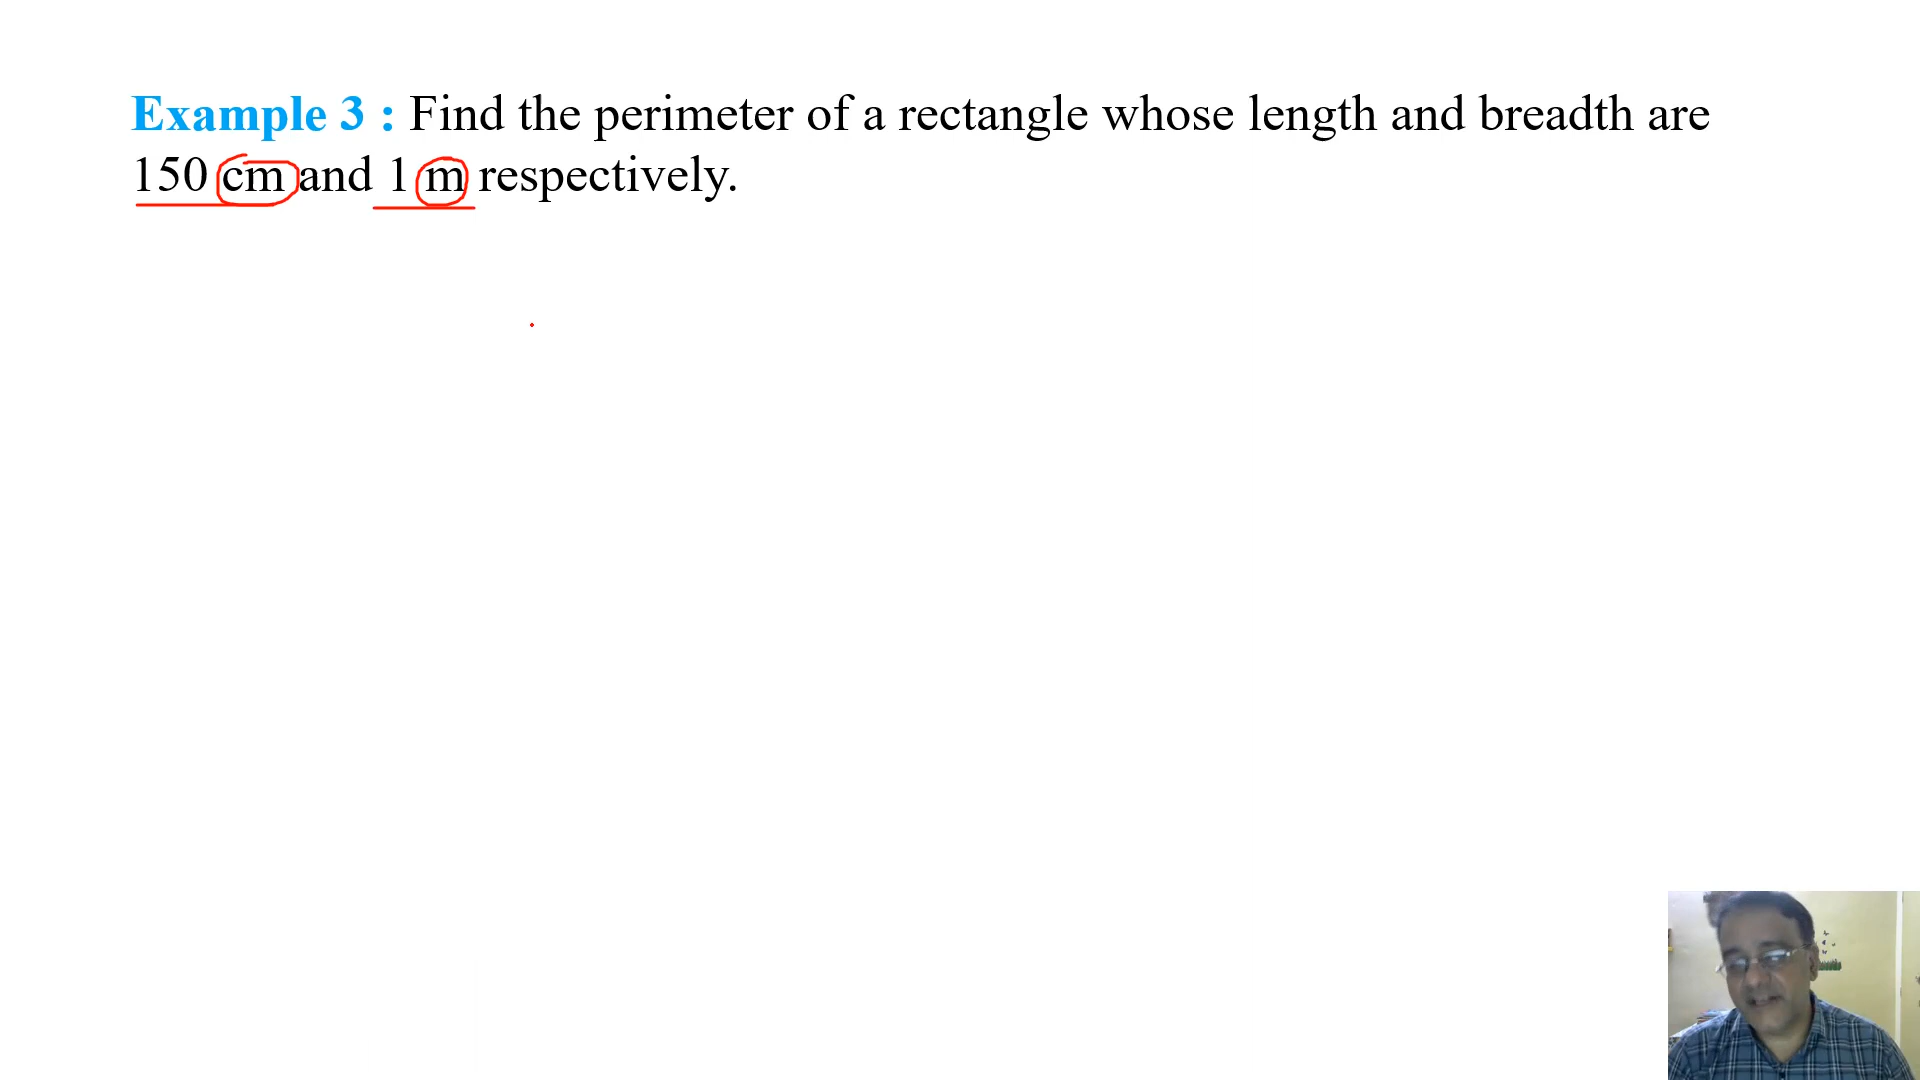 Example 3 : Find the perimeter of a rectangle whose length and breadth are
150 cm and 1 m respectively.